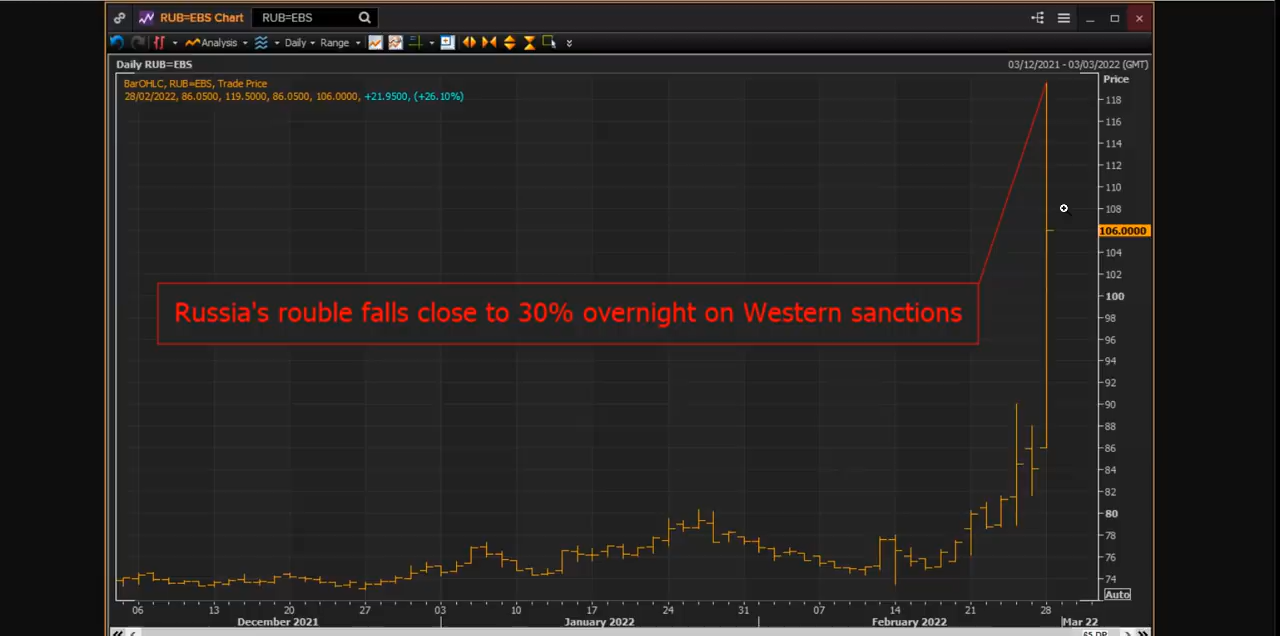 RUB=EBS Chart RUB=EBS
Analysis Daily Range
Daily RUB=EBS 03/12/2021 - 03/03/2022 (GMT)
BarOHLC, RUB=EBS, Trade Price Price
28/02/2022, 86.0500, 119.5000, 86.0500, 106.0000, +21.9500, (+26.10%)
118
116
114
112
110
108
106.0000
104
102
100
98
96
94
92
90
88
86
84
82
80
78
76
74
Russia's rouble falls close to 30% overnight on Western sanctions
Auto
06 13 20 27 03 10 17 24 31 07 14 21 28
December 2021 January 2022 February 2022 Mar 22